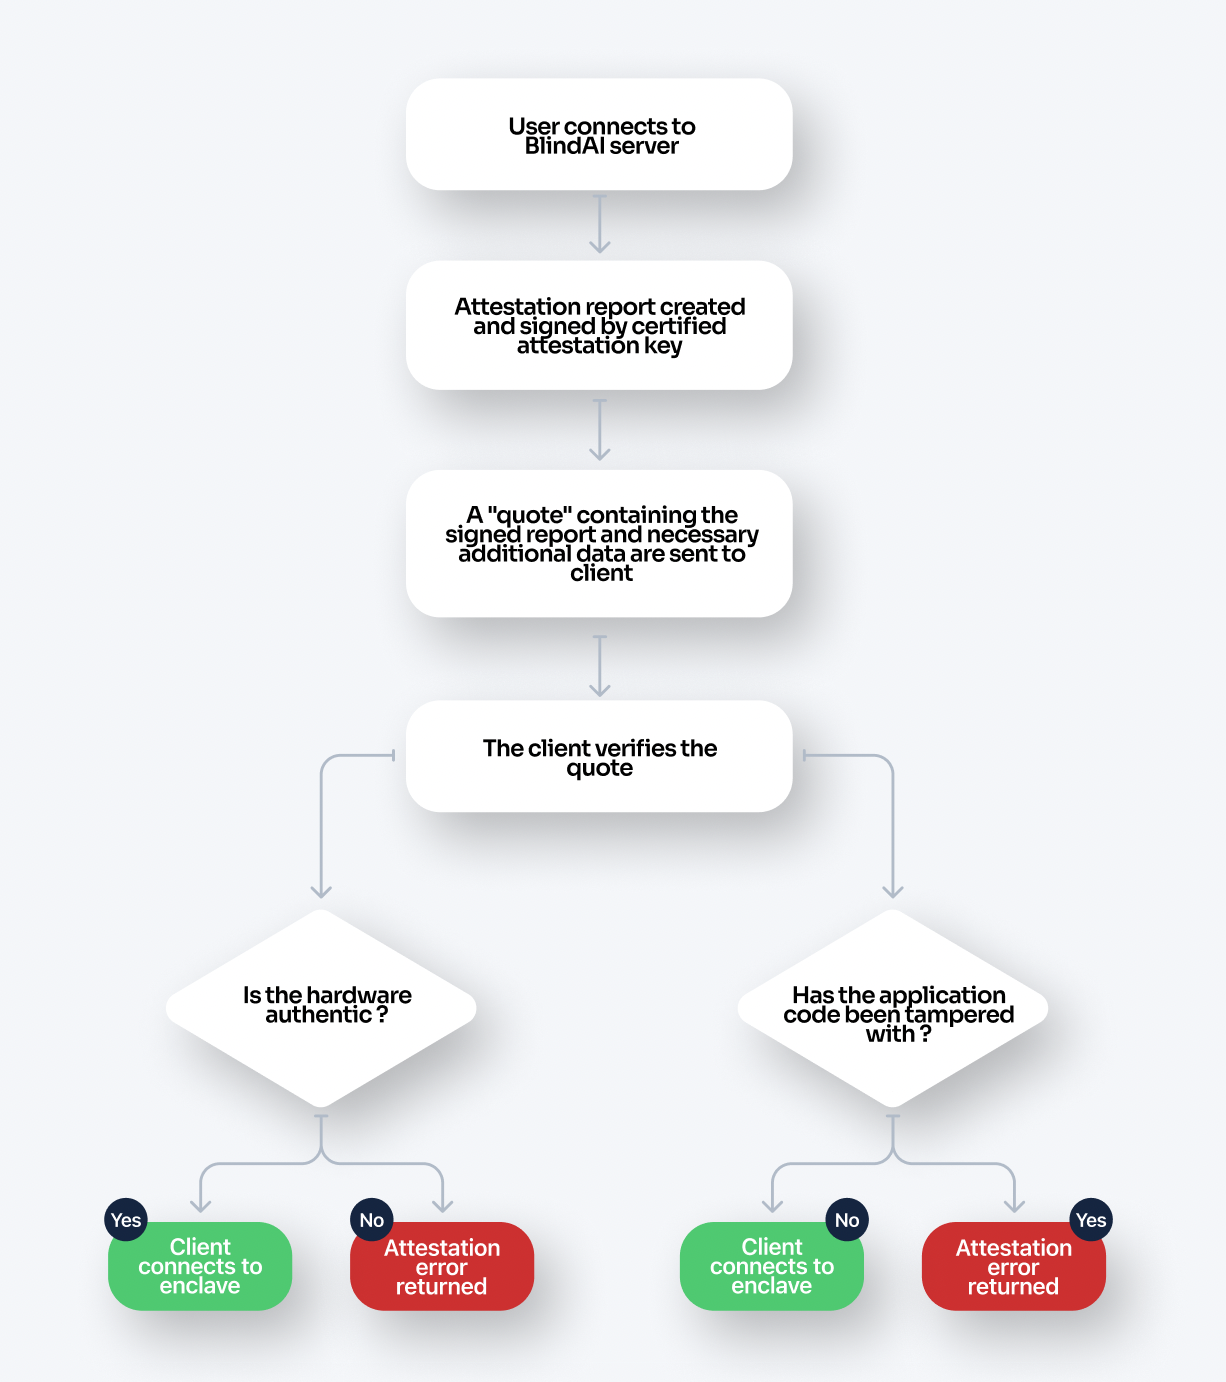 User connects to
BlindAI server
Attestation report created
and signed by certified
attestation key
A "quote" containing the
signed report and necessary
additional data are sent to
client
The client verifies the
quote
Is the hardware
authentic ?
Has the application
code been tampered
with ?
Yes
Client
connects to
enclave
No
Attestation
error
returned
No
Client
connects to
enclave
Yes
Attestation
error
returned